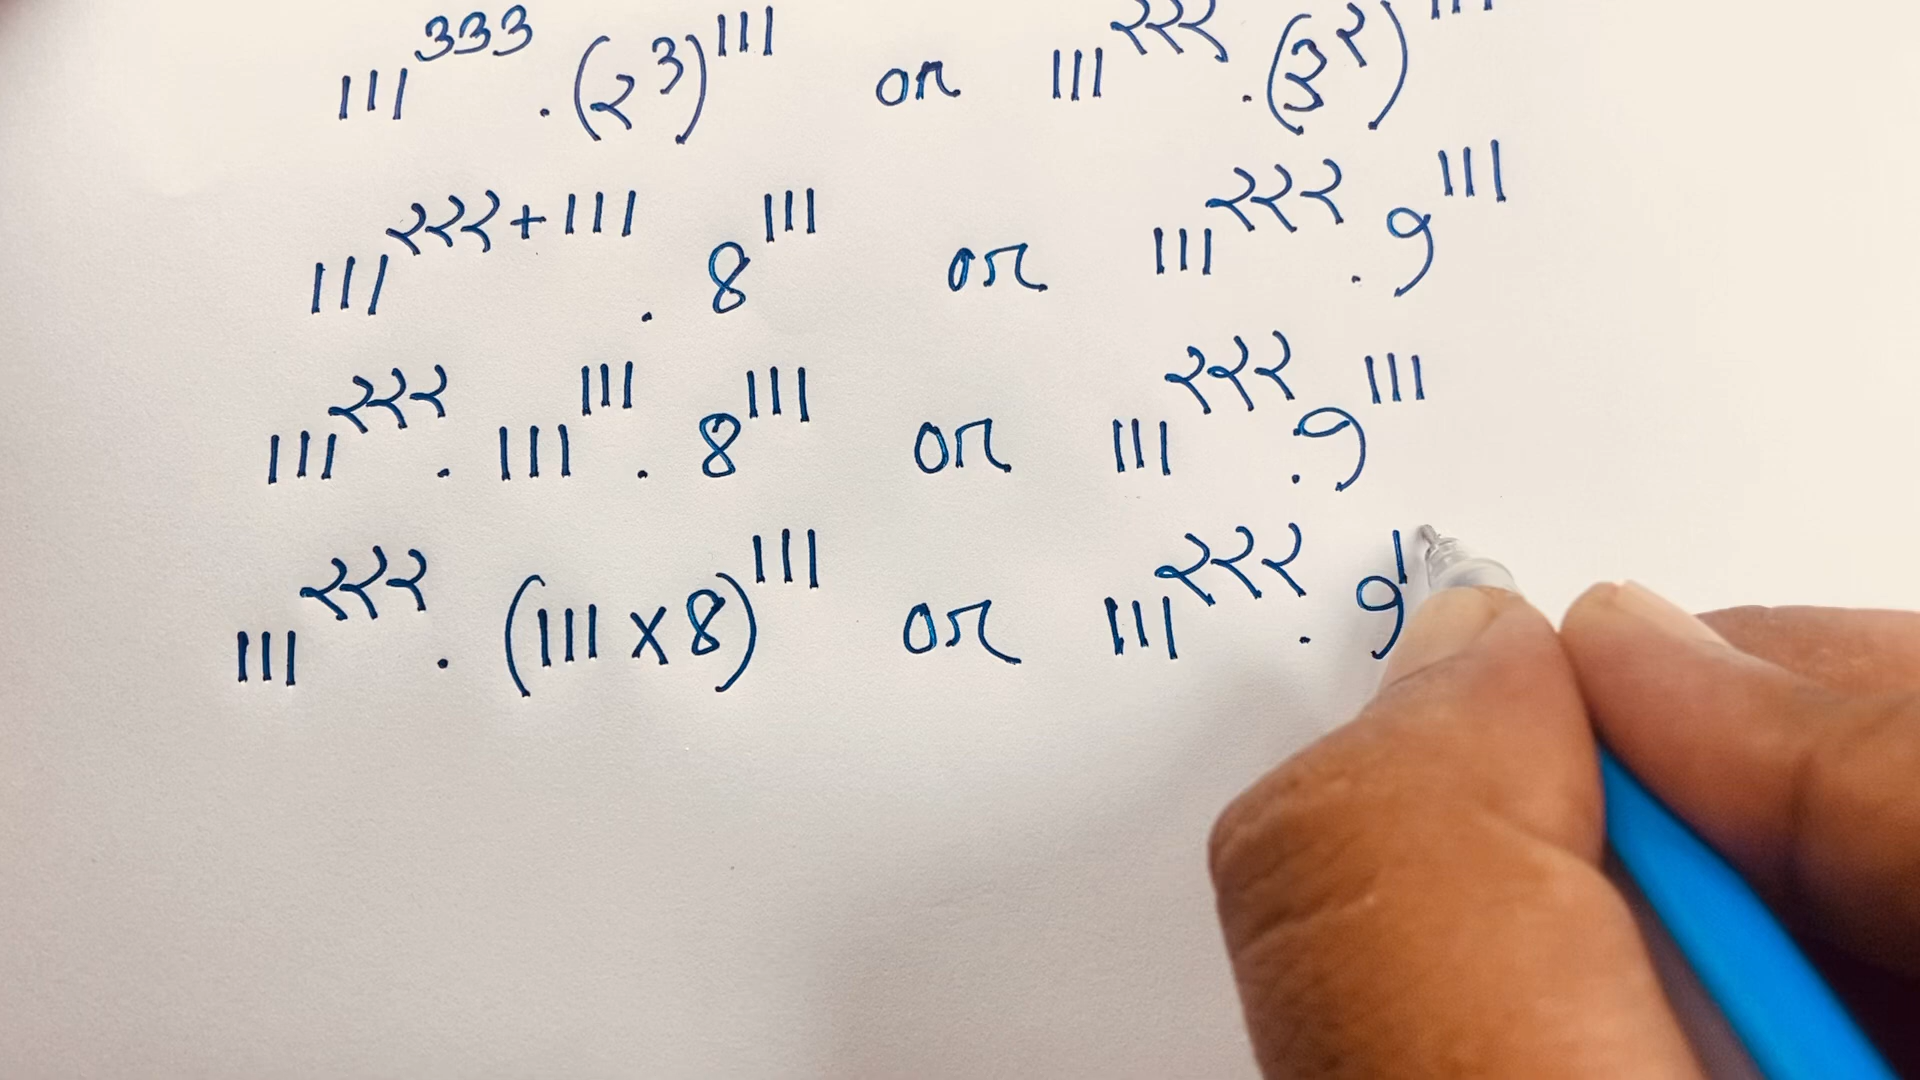 111^333 . (2^3)^111 or 111^222 . (3^2)^111
111^222+111 . 8^111 or 111^222 . 9^111
111^222 . 111^111 . 8^111 or 111^222 . 9^111
111^222 . (111 x 8)^111 or 111^222 . 9^1